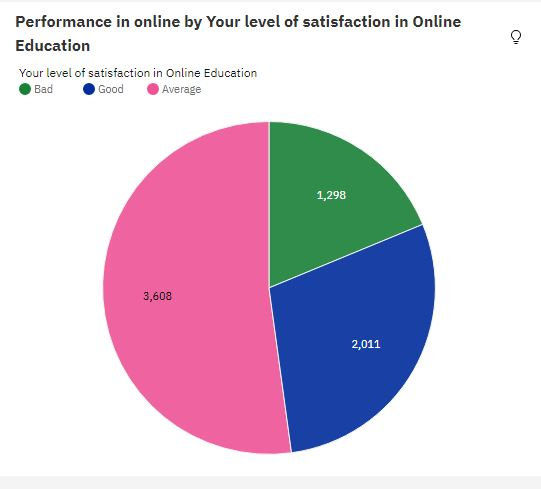 Performance in online by Your level of satisfaction in Online
Education
Your level of satisfaction in Online Education
Bad Good Average
1,298
3,608
2,011